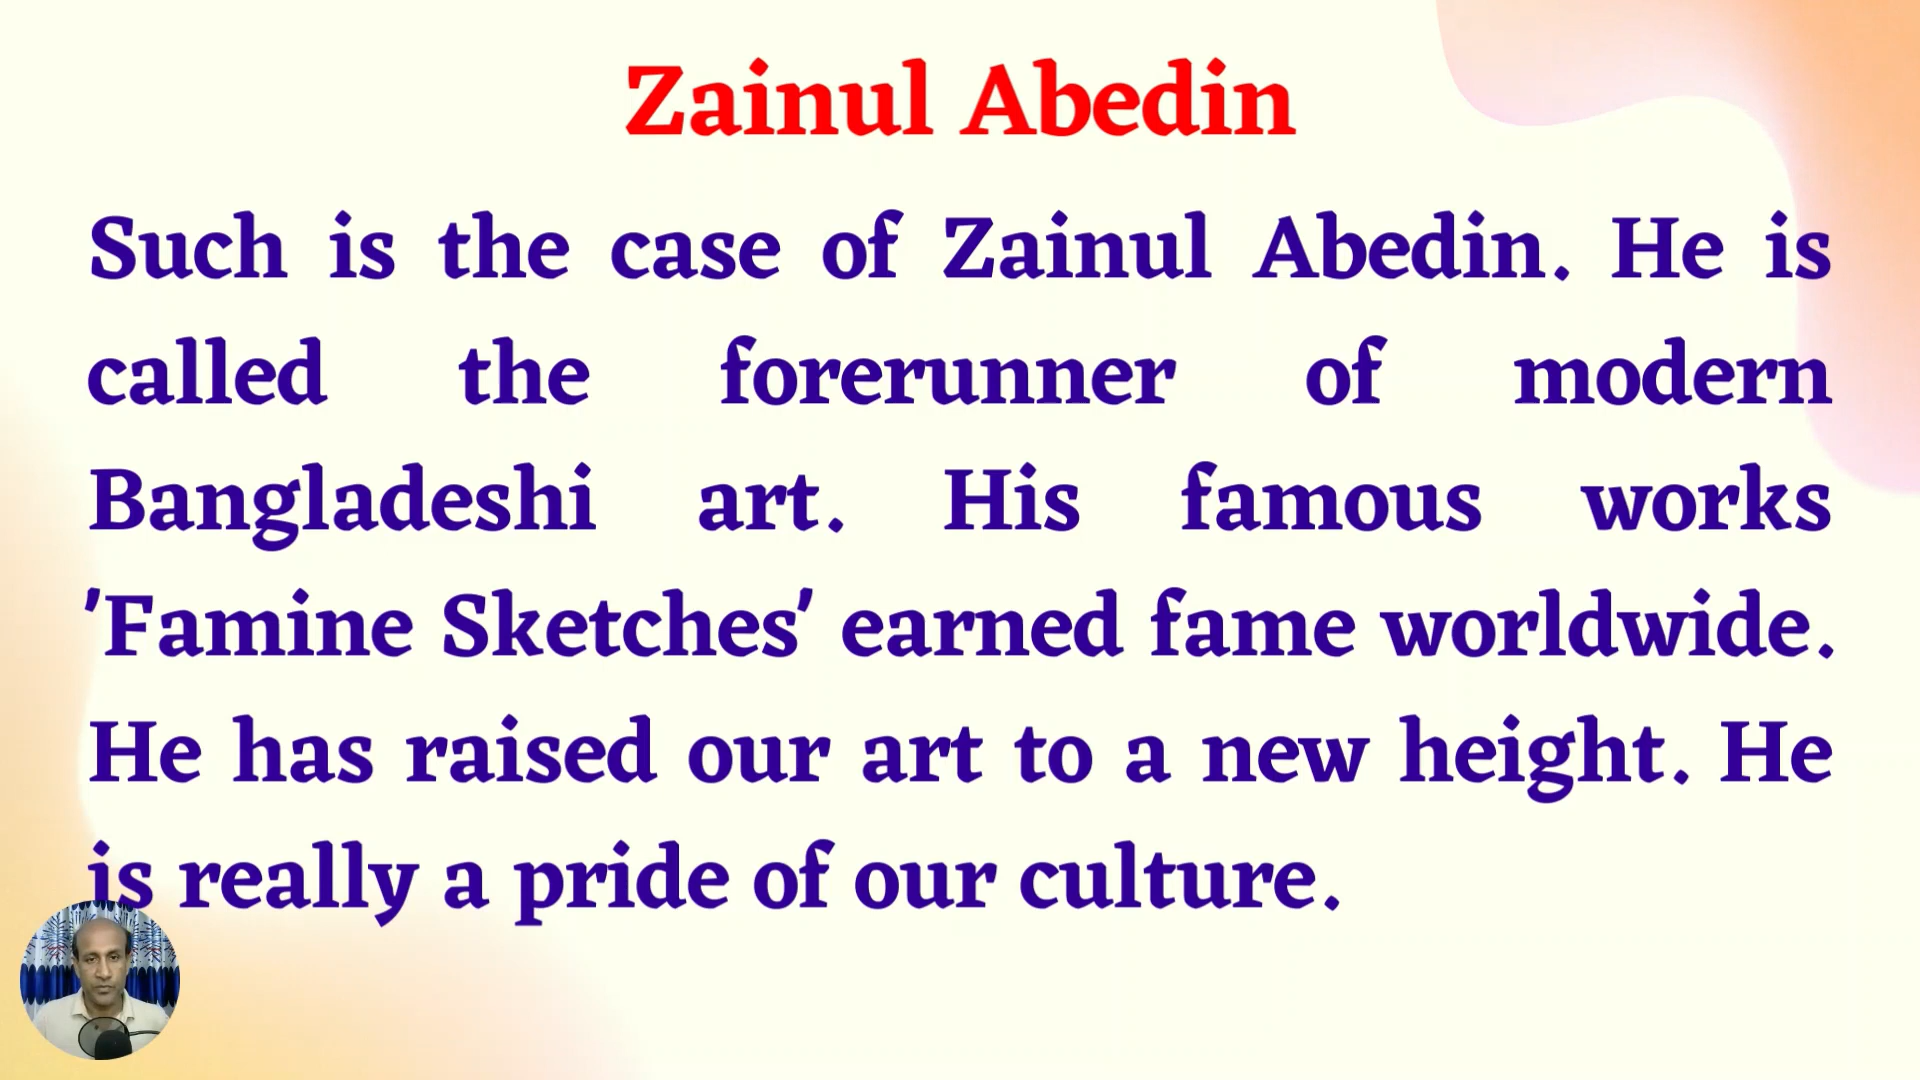 Zainul Abedin
Such is the case of Zainul Abedin. He is
called the forerunner of modern
Bangladeshi art. His famous works
'Famine Sketches' earned fame worldwide.
He has raised our art to a new height. He
is really a pride of our culture.